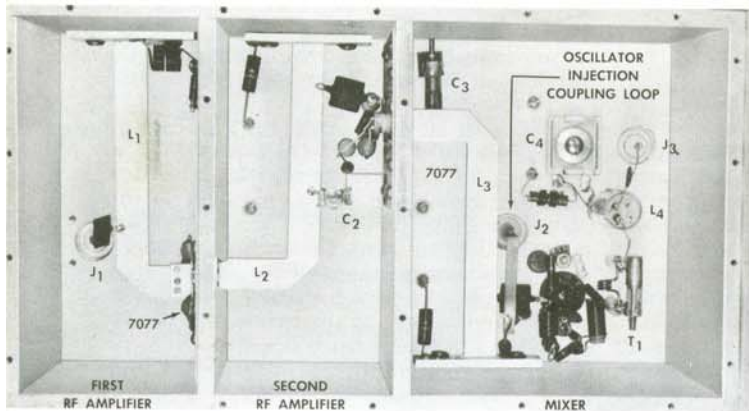 OSCILLATOR
INJECTION
COUPLING LOOP
C3
L1
C4
J3
7077
L3
C2
J2
L4
J1
L2
7077
T1
FIRST
RF AMPLIFIER
SECOND
RF AMPLIFIER
MIXER